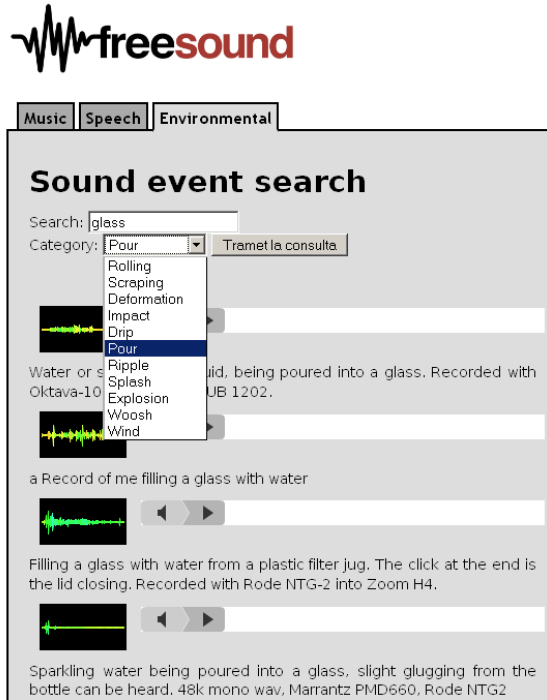 freesound
Music Speech Environmental
Sound event search
Search: glass
Category: Pour Tramet la consulta
Rolling
Scraping
Deformation
Impact
Drip
Pour
Ripple
Splash
Explosion
Woosh
Wind
Water or s uid, being poured into a glass. Recorded with
Oktava-10 UB 1202.
a Record of me filling a glass with water
Filling a glass with water from a plastic filter jug. The click at the end is
the lid closing. Recorded with Rode NTG-2 into Zoom H4.
Sparkling water being poured into a glass, slight glugging from the
bottle can be heard. 48k mono wav, Marrantz PMD660, Rode NTG2